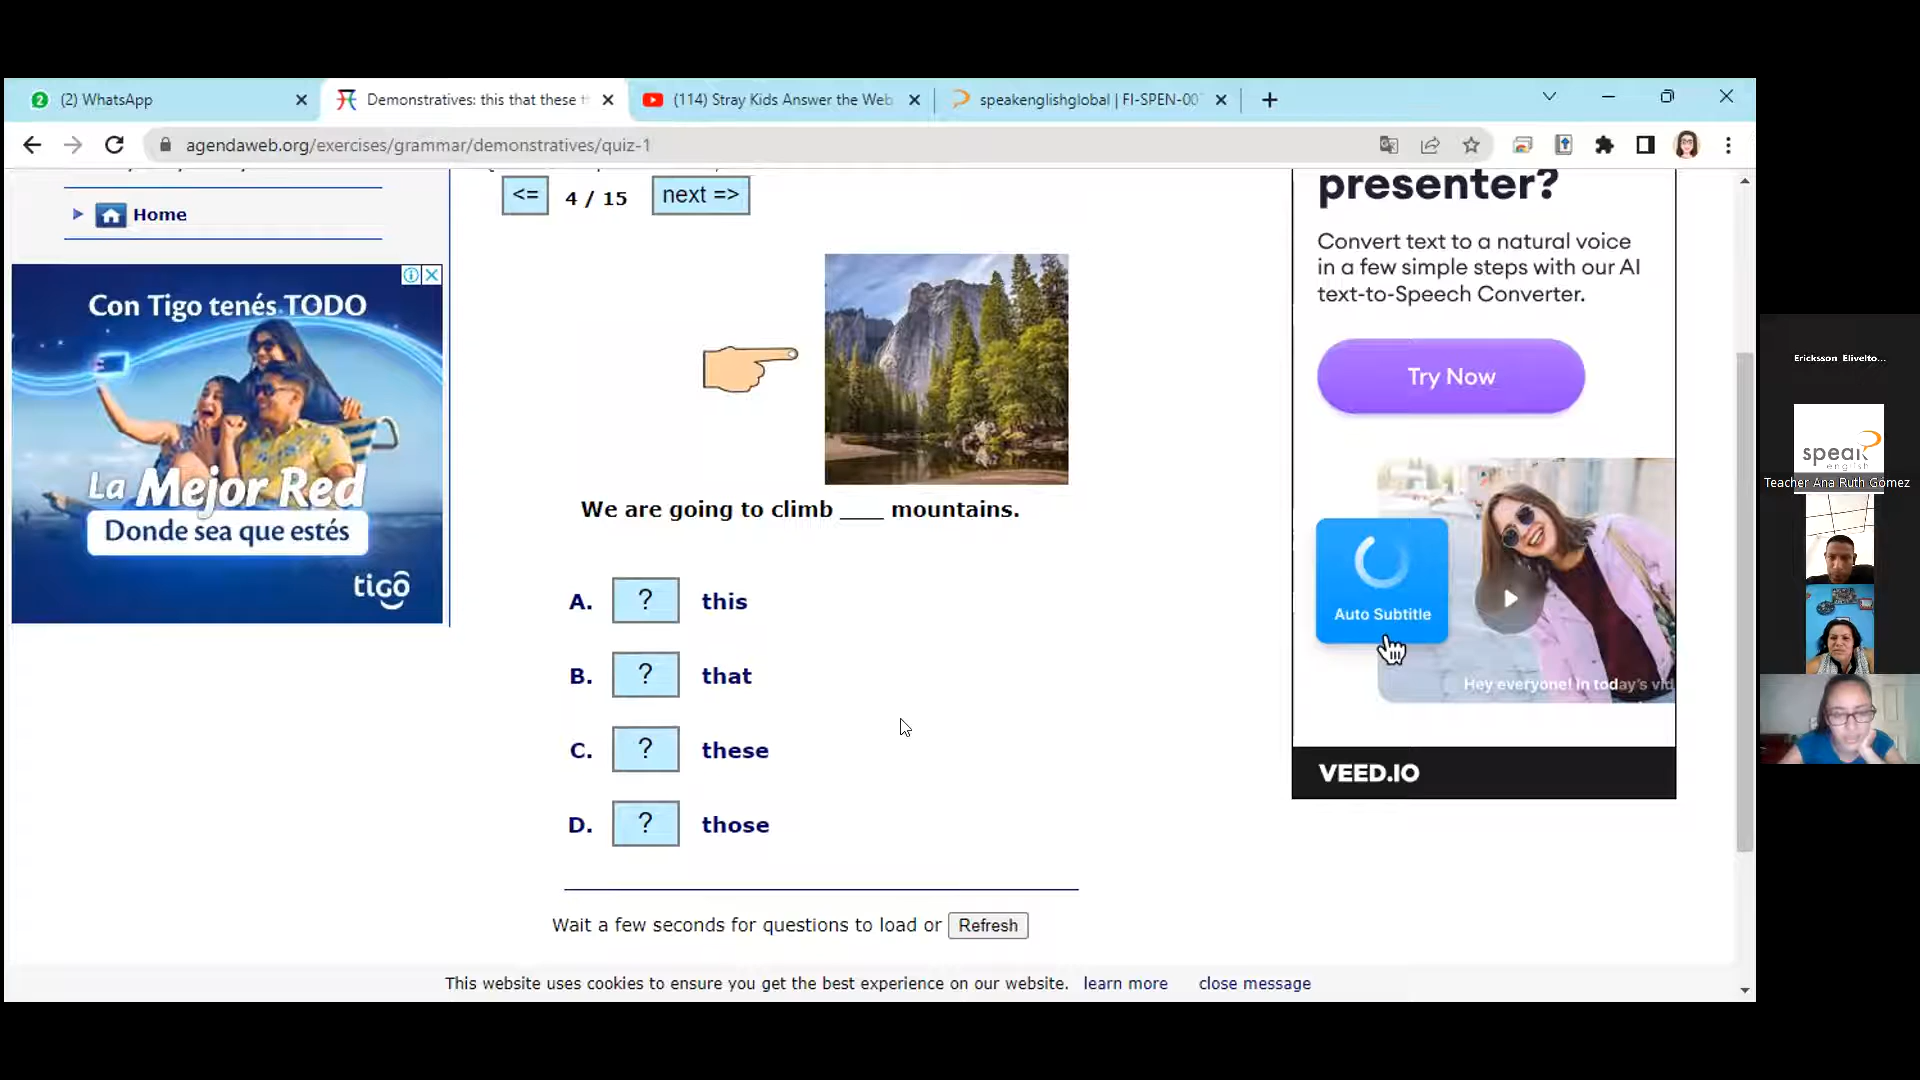 (2) WhatsApp
Demonstratives: this that these t
(114) Stray Kids Answer the Web
speakenglishglobal | FI-SPEN-00
agendaweb.org/exercises/grammar/demonstratives/quiz-1
Home
<=
4 / 15
next =>
Con Tigo tenés TODO
La Mejor Red
Donde sea que estés
tigo
We are going to climb ___ mountains.
A. ? this
B. ? that
C. ? these
D. ? those
Wait a few seconds for questions to load or Refresh
This website uses cookies to ensure you get the best experience on our website. learn more close message
presenter?
Convert text to a natural voice
in a few simple steps with our AI
text-to-Speech Converter.
Try Now
Auto Subtitle
Hey everyone! In today's vid
VEED.IO
Ericksson Elivelto...
speak
english
Teacher Ana Ruth Gómez